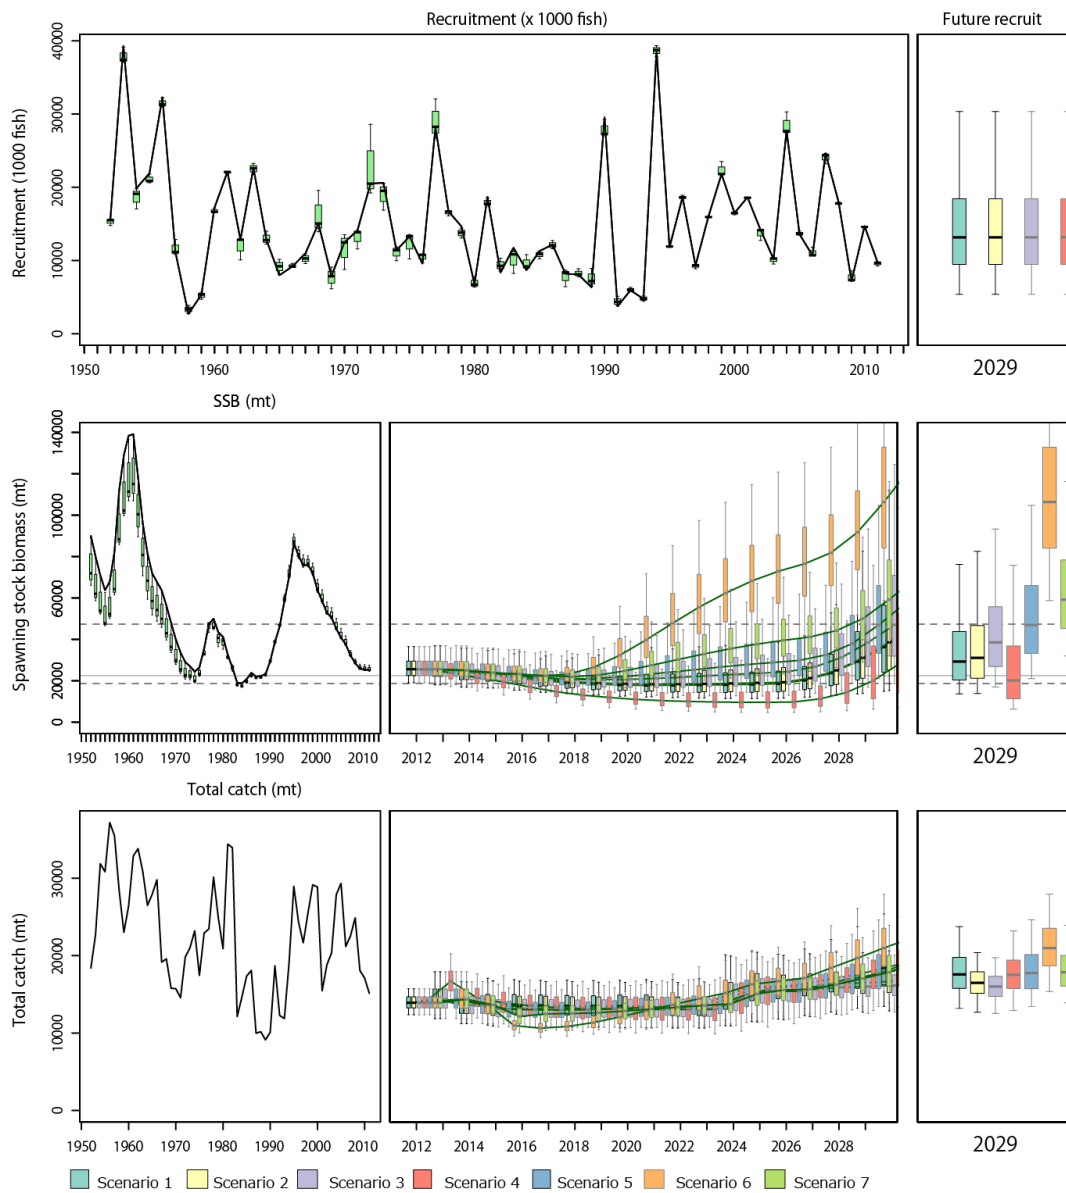 Recruitment (x 1000 fish)
Future recruit
Recruitment (1000 fish)
40000
30000
20000
10000
0
1950 1960 1970 1980 1990 2000 2010
2029
SSB (mt)
Spawning stock biomass (mt)
140000
100000
60000
20000
0
1950 1960 1970 1980 1990 2000 2010
2012 2014 2016 2018 2020 2022 2024 2026 2028
2029
Total catch (mt)
Total catch (mt)
30000
20000
10000
0
1950 1960 1970 1980 1990 2000 2010
2012 2014 2016 2018 2020 2022 2024 2026 2028
2029
Scenario 1 Scenario 2 Scenario 3 Scenario 4 Scenario 5 Scenario 6 Scenario 7